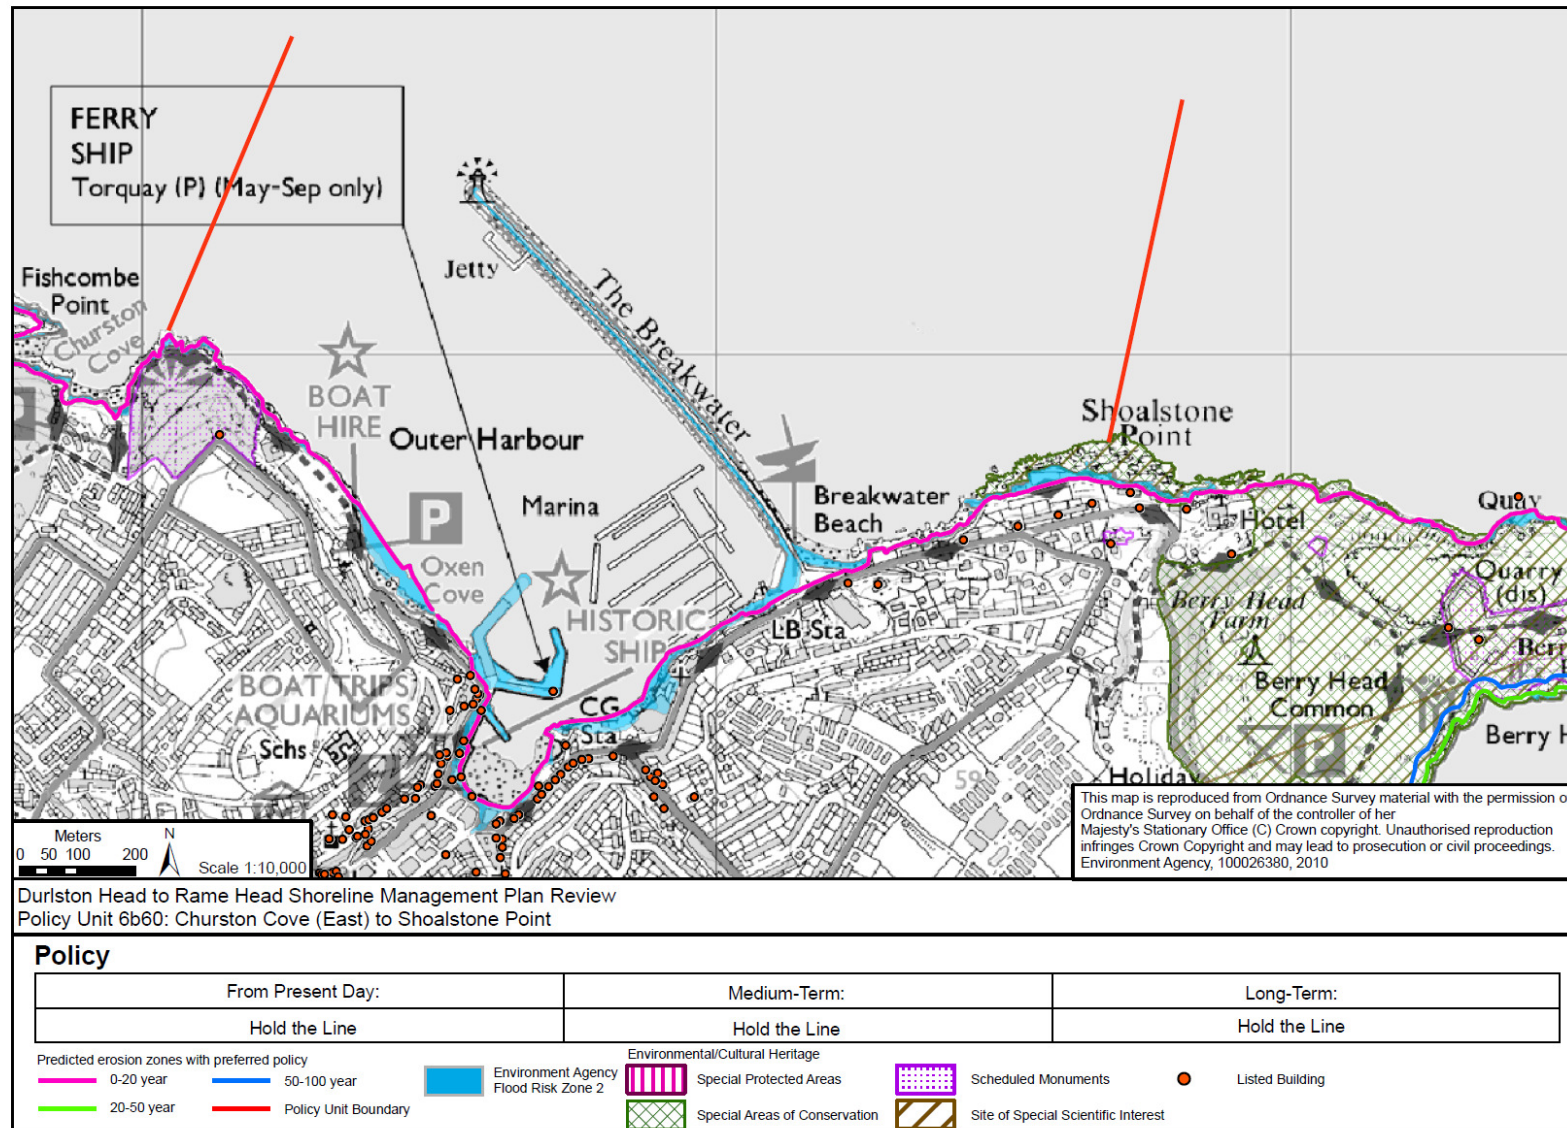 FERRY
SHIP
Torquay (P) (May-Sep only)
Fishcombe
Point
Churston
Cove
Jetty
The Breakwater
BOAT
HIRE
Outer Harbour
Shoalstone
Point
P
Marina
Breakwater
Beach
Quay
Hotel
Oxen
Cove
HISTORIC
SHIP
LB Sta
Quarry
(dis)
Berry Head
Farm
Berr
BOAT TRIPS
AQUARIUMS
CG
Sta
Berry Head
Common
P
Schs
Berry H
Holiday
Meters
N
0 50 100 200
Scale 1:10,000
This map is reproduced from Ordnance Survey material with the permission o
Ordnance Survey on behalf of the controller of her
Majesty's Stationary Office (C) Crown copyright. Unauthorised reproduction
infringes Crown Copyright and may lead to prosecution or civil proceedings.
Environment Agency, 100026380, 2010
Durlston Head to Rame Head Shoreline Management Plan Review
Policy Unit 6b60: Churston Cove (East) to Shoalstone Point
Policy
From Present Day: Medium-Term: Long-Term:
Hold the Line Hold the Line Hold the Line
Predicted erosion zones with preferred policy
0-20 year
50-100 year
20-50 year
Policy Unit Boundary
Environment Agency
Flood Risk Zone 2
Environmental/Cultural Heritage
Special Protected Areas
Scheduled Monuments
Listed Building
Special Areas of Conservation
Site of Special Scientific Interest